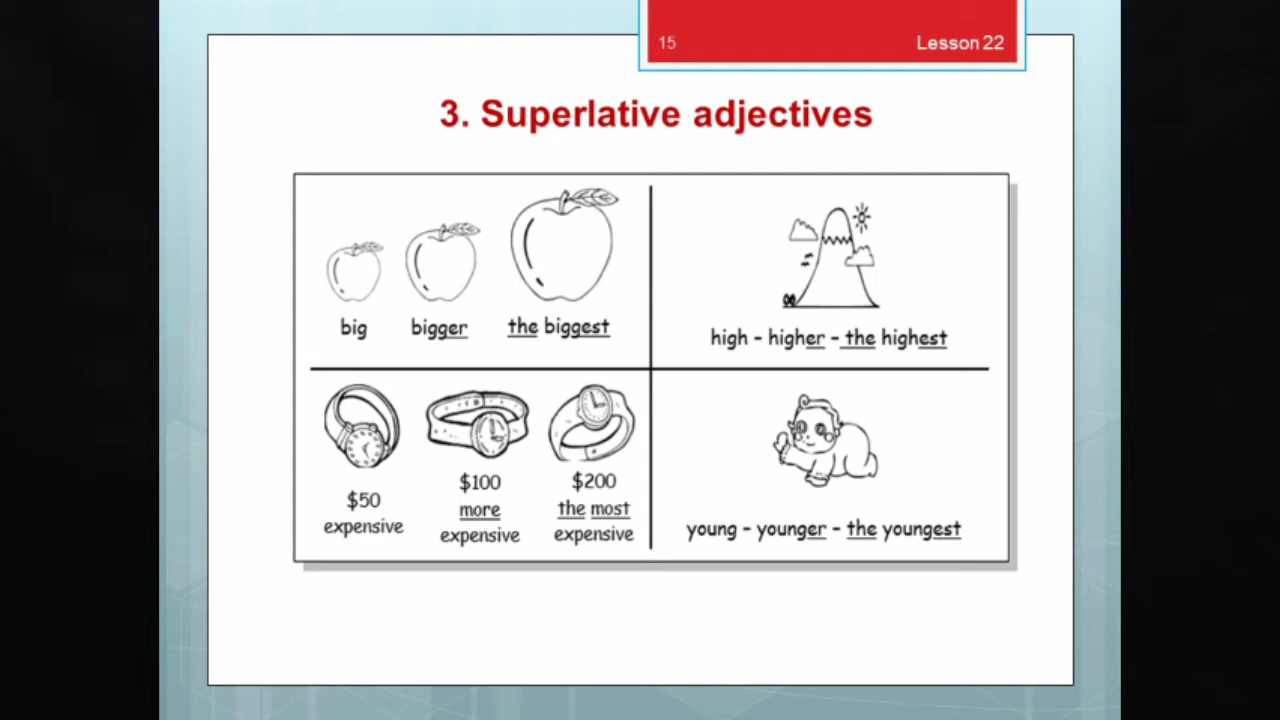 15 Lesson 22
3. Superlative adjectives
big bigger the biggest
high – higher – the highest
$50
expensive
$100
more
expensive
$200
the most
expensive
young – younger – the youngest